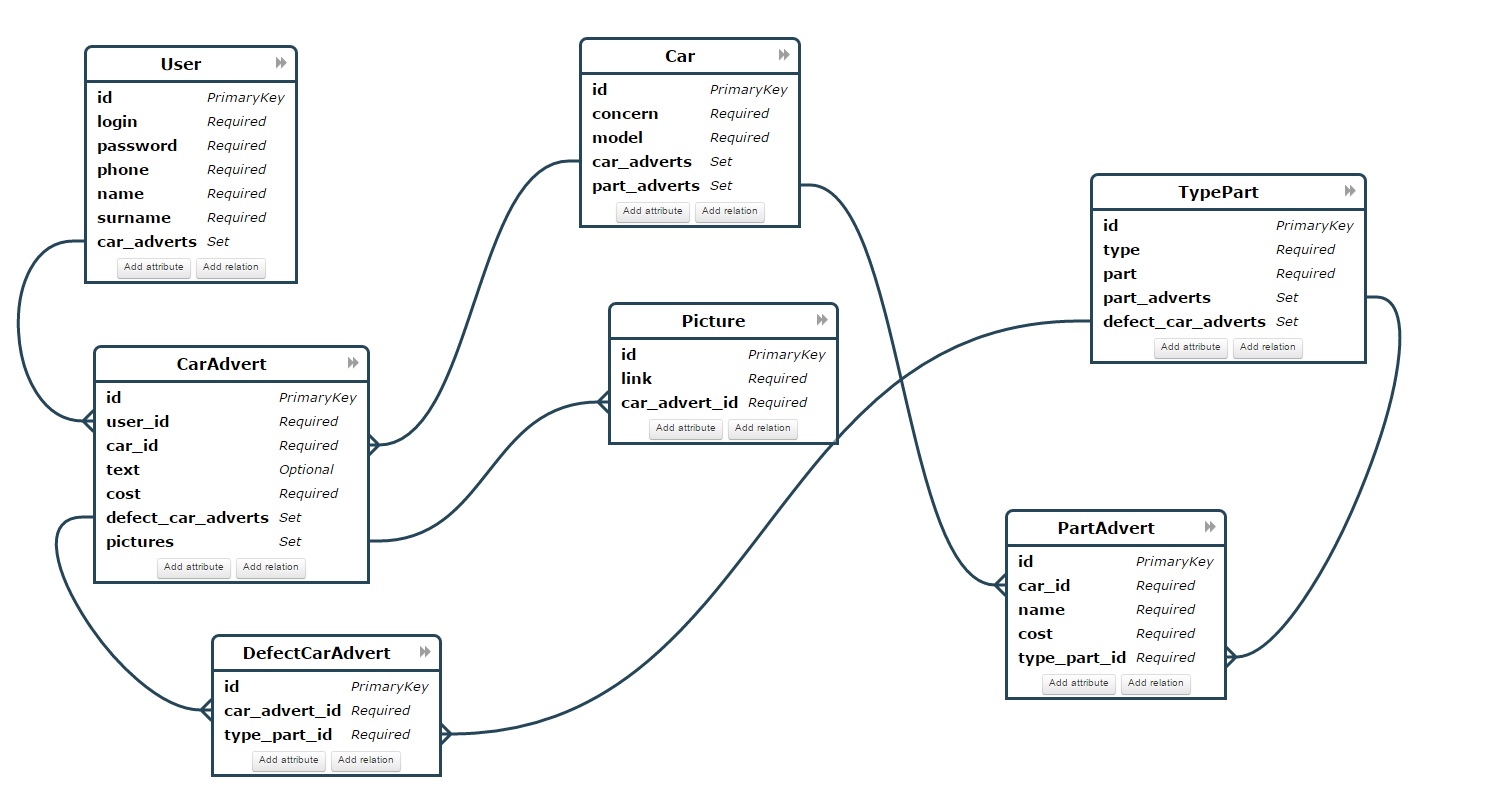 User
id PrimaryKey
login Required
password Required
phone Required
name Required
surname Required
car_adverts Set
Add attribute Add relation
Car
id PrimaryKey
concern Required
model Required
car_adverts Set
part_adverts Set
Add attribute Add relation
TypePart
id PrimaryKey
type Required
part Required
part_adverts Set
defect_car_adverts Set
Add attribute Add relation
Picture
id PrimaryKey
link Required
car_advert_id Required
Add attribute Add relation
CarAdvert
id PrimaryKey
user_id Required
car_id Required
text Optional
cost Required
defect_car_adverts Set
pictures Set
Add attribute Add relation
PartAdvert
id PrimaryKey
car_id Required
name Required
cost Required
type_part_id Required
Add attribute Add relation
DefectCarAdvert
id PrimaryKey
car_advert_id Required
type_part_id Required
Add attribute Add relation